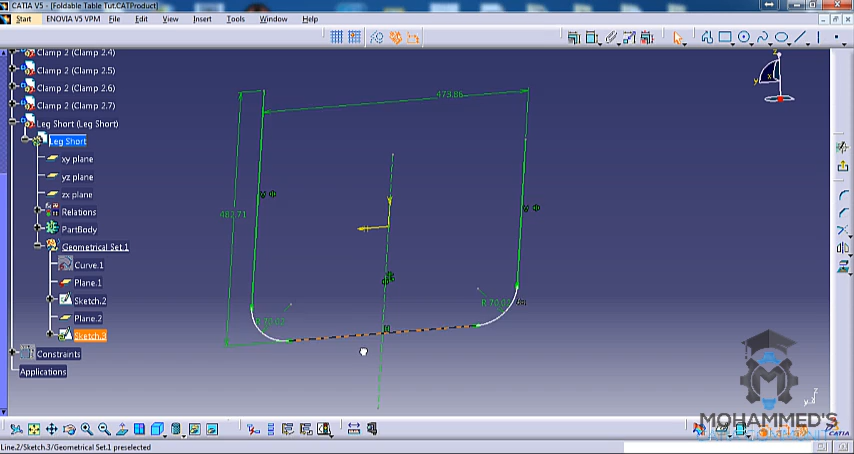 CATIA V5 - [Foldable Table Tut.CATProduct]
Start ENOVIA V5 VPM File Edit View Insert Tools Window Help
Clamp 2 (Clamp 2.4)
Clamp 2 (Clamp 2.5)
Clamp 2 (Clamp 2.6)
Clamp 2 (Clamp 2.7)
Leg Short (Leg Short)
Leg Short
xy plane
yz plane
zx plane
Relations
PartBody
Geometrical Set.1
Curve.1
Plane.1
Sketch.2
Plane.2
Sketch.3
Constraints
Applications
473.86
482.71
z
y
x
V
H
MOHAMMED'S
CATIA
Line.2/Sketch.3/Geometrical Set.1 preselected